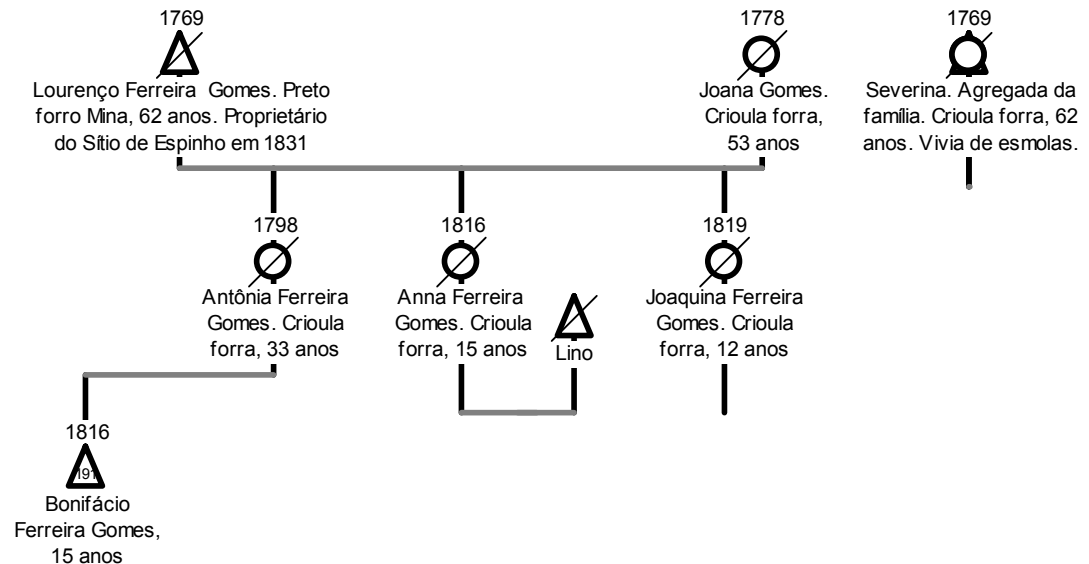 1769
Lourenço Ferreira Gomes. Preto
forro Mina, 62 anos. Proprietário
do Sítio de Espinho em 1831
1778
Joana Gomes.
Crioula forra,
53 anos
1769
Severina. Agregada da
família. Crioula forra, 62
anos. Vivia de esmolas.
1798
Antônia Ferreira
Gomes. Crioula
forra, 33 anos
1816
Anna Ferreira
Gomes. Crioula
forra, 15 anos
Lino
1819
Joaquina Ferreira
Gomes. Crioula
forra, 12 anos
1816
Bonifácio
Ferreira Gomes,
15 anos